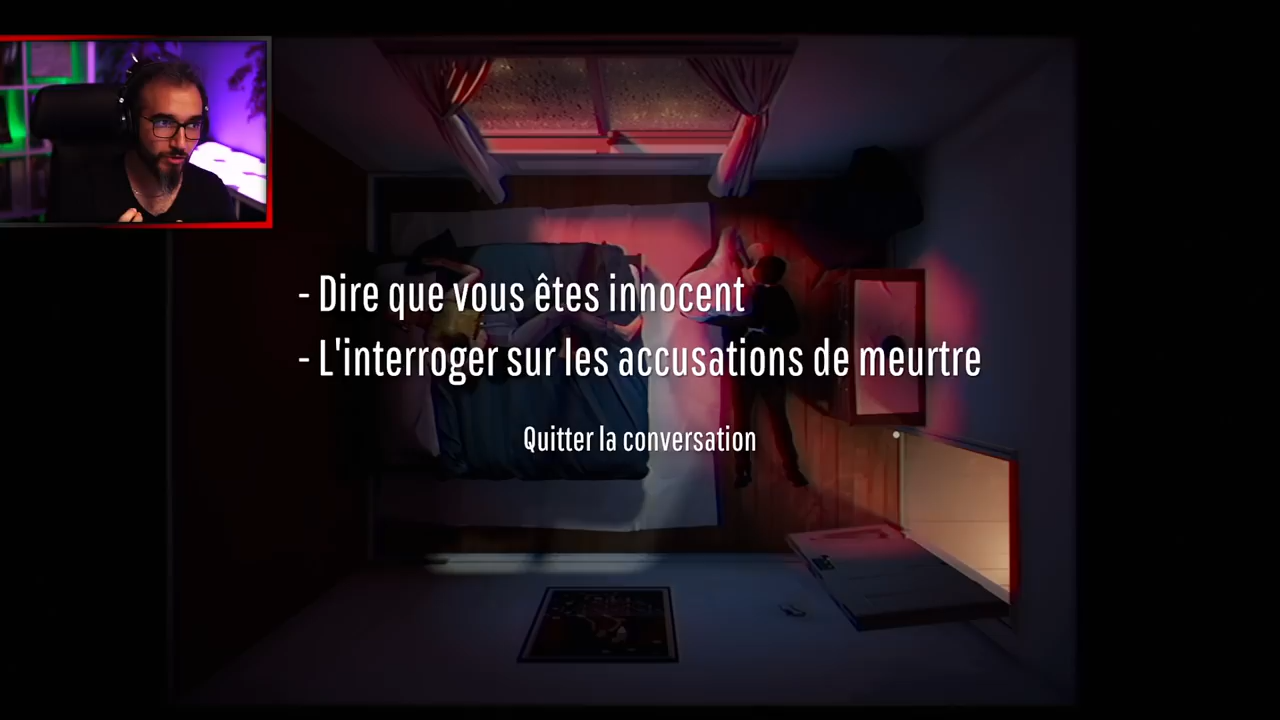 - Dire que vous êtes innocent
- L'interroger sur les accusations de meurtre
Quitter la conversation